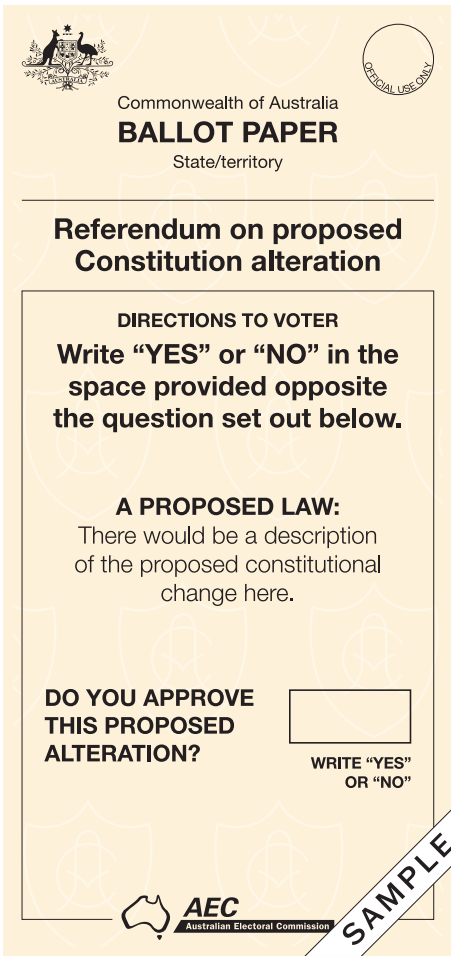 AUSTRALIA
OFFICIAL USE ONLY
Commonwealth of Australia
BALLOT PAPER
State/territory
Referendum on proposed
Constitution alteration
DIRECTIONS TO VOTER
Write “YES” or “NO” in the
space provided opposite
the question set out below.
A PROPOSED LAW:
There would be a description
of the proposed constitutional
change here.
DO YOU APPROVE
THIS PROPOSED
ALTERATION?
WRITE “YES”
OR “NO”
AEC
Australian Electoral Commission
SAMPLE